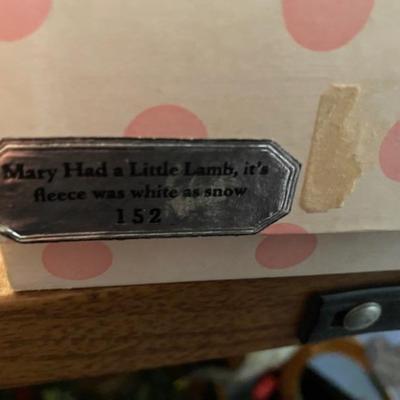 Mary Had a Little Lamb, it's
fleece was white as snow
152